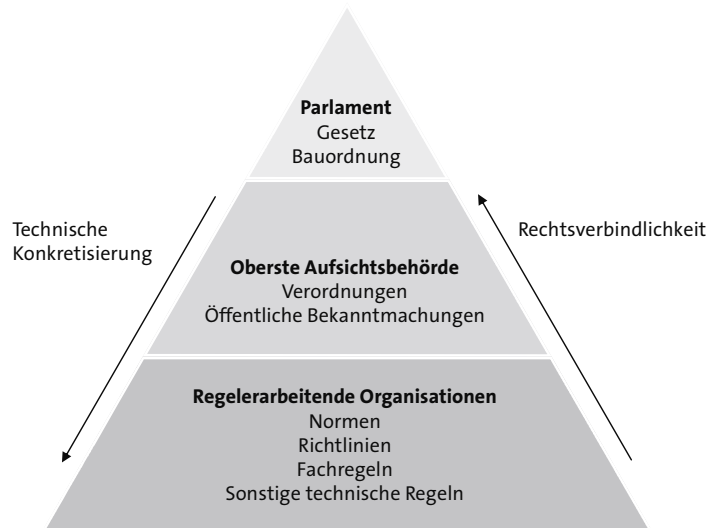 Parlament
Gesetz
Bauordnung
Technische
Konkretisierung
Rechtsverbindlichkeit
Oberste Aufsichtsbehörde
Verordnungen
Öffentliche Bekanntmachungen
Regelerarbeitende Organisationen
Normen
Richtlinien
Fachregeln
Sonstige technische Regeln